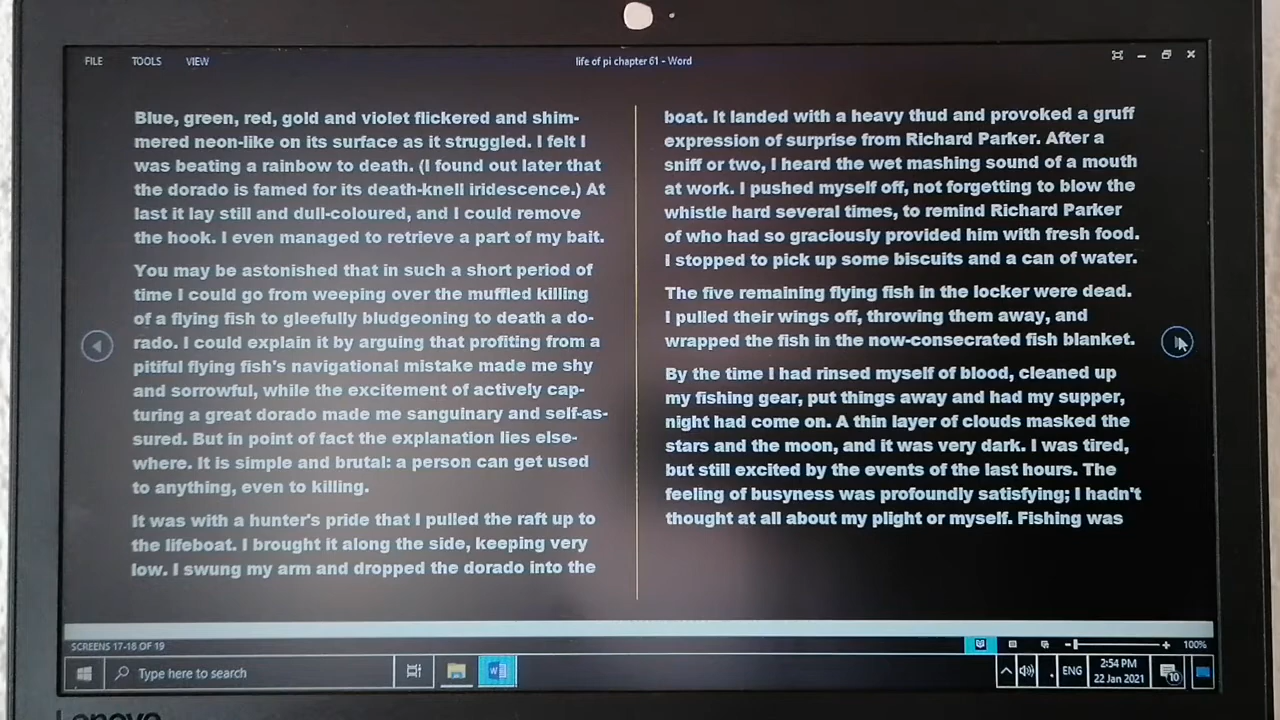 FILE TOOLS VIEW
life of pi chapter 61 - Word
Blue, green, red, gold and violet flickered and shim-
mered neon-like on its surface as it struggled. I felt I
was beating a rainbow to death. (I found out later that
the dorado is famed for its death-knell iridescence.) At
last it lay still and dull-coloured, and I could remove
the hook. I even managed to retrieve a part of my bait.
You may be astonished that in such a short period of
time I could go from weeping over the muffled killing
of a flying fish to gleefully bludgeoning to death a do-
rado. I could explain it by arguing that profiting from a
pitiful flying fish's navigational mistake made me shy
and sorrowful, while the excitement of actively cap-
turing a great dorado made me sanguinary and self-as-
sured. But in point of fact the explanation lies else-
where. It is simple and brutal: a person can get used
to anything, even to killing.
It was with a hunter's pride that I pulled the raft up to
the lifeboat. I brought it along the side, keeping very
low. I swung my arm and dropped the dorado into the
boat. It landed with a heavy thud and provoked a gruff
expression of surprise from Richard Parker. After a
sniff or two, I heard the wet mashing sound of a mouth
at work. I pushed myself off, not forgetting to blow the
whistle hard several times, to remind Richard Parker
of who had so graciously provided him with fresh food.
I stopped to pick up some biscuits and a can of water.
The five remaining flying fish in the locker were dead.
I pulled their wings off, throwing them away, and
wrapped the fish in the now-consecrated fish blanket.
By the time I had rinsed myself of blood, cleaned up
my fishing gear, put things away and had my supper,
night had come on. A thin layer of clouds masked the
stars and the moon, and it was very dark. I was tired,
but still excited by the events of the last hours. The
feeling of busyness was profoundly satisfying; I hadn't
thought at all about my plight or myself. Fishing was
SCREENS 17-18 OF 19
100%
Type here to search
ENG
2:54 PM
22 Jan 2021
10
Lenovo